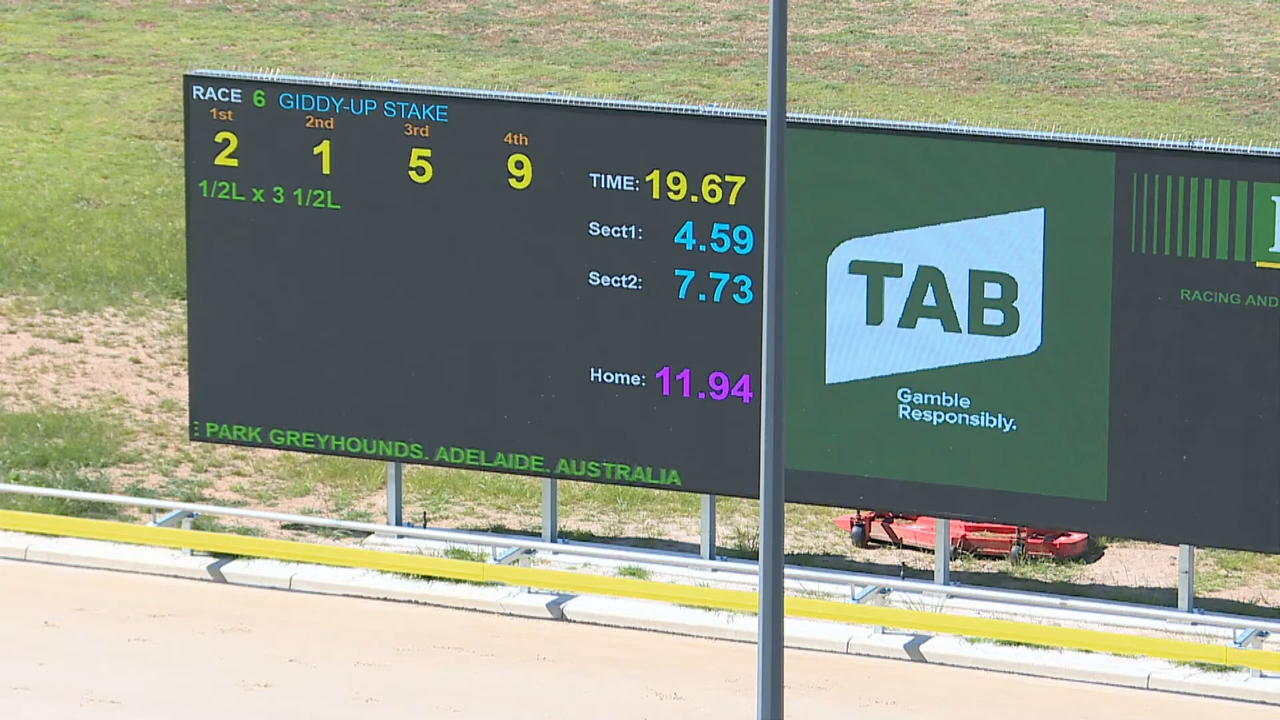 RACE 6 GIDDY-UP STAKE
1st 2nd 3rd 4th
2 1 5 9
1/2L x 3 1/2L
TIME: 19.67
Sect1: 4.59
Sect2: 7.73
Home: 11.94
PARK GREYHOUNDS. ADELAIDE. AUSTRALIA
TAB
Gamble
Responsibly.
RACING AND